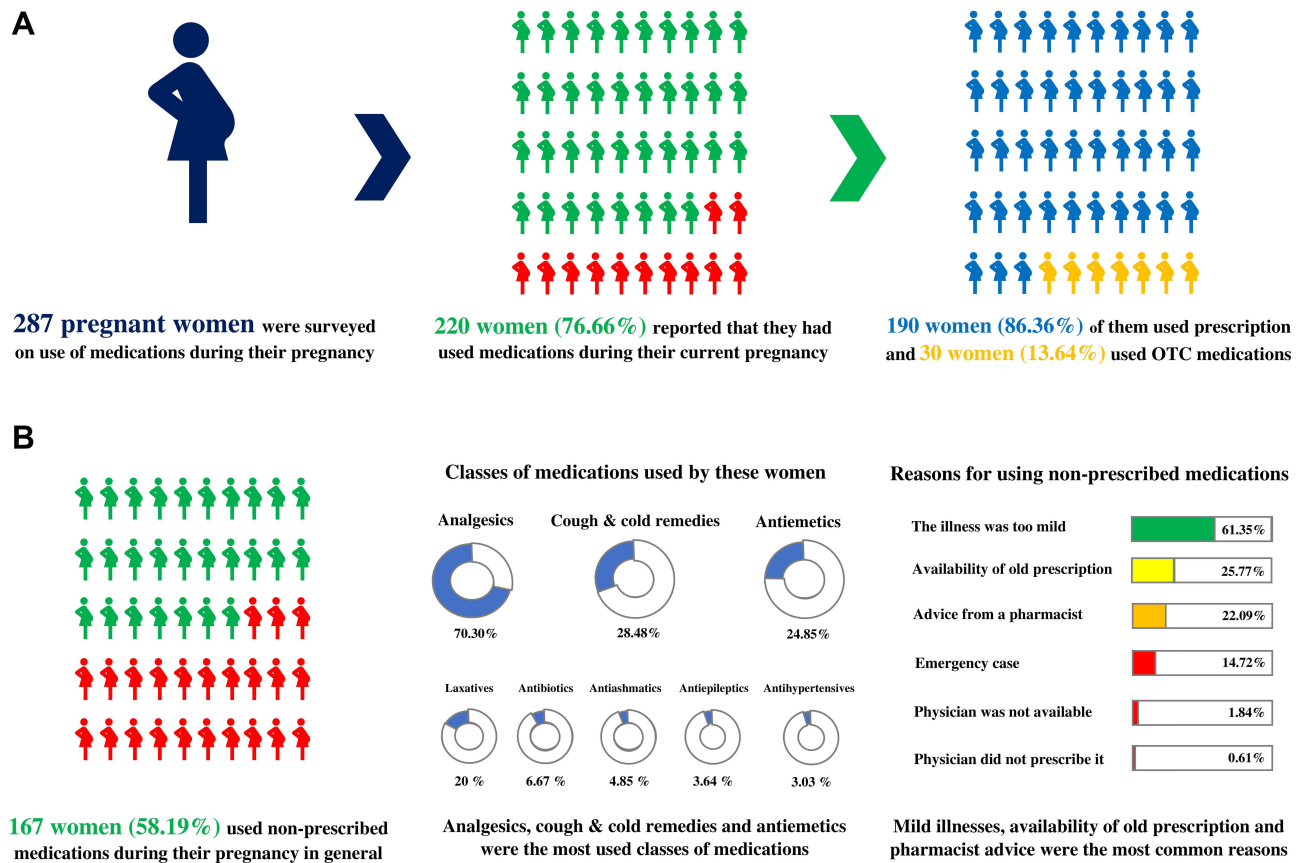 A
287 pregnant women were surveyed
on use of medications during their pregnancy
220 women (76.66%) reported that they had
used medications during their current pregnancy
190 women (86.36%) of them used prescription
and 30 women (13.64%) used OTC medications
B
167 women (58.19%) used non-prescribed
medications during their pregnancy in general
Classes of medications used by these women
Analgesics
Cough & cold remedies
Antiemetics
70.30%
28.48%
24.85%
Laxatives
Antibiotics
Antiashmatics
Antiepileptics
Antihypertensives
20 %
6.67 %
4.85 %
3.64 %
3.03 %
Analgesics, cough & cold remedies and antiemetics
were the most used classes of medications
Reasons for using non-prescribed medications
The illness was too mild 61.35%
Availability of old prescription 25.77%
Advice from a pharmacist 22.09%
Emergency case 14.72%
Physician was not available 1.84%
Physician did not prescribe it 0.61%
Mild illnesses, availability of old prescription and
pharmacist advice were the most common reasons